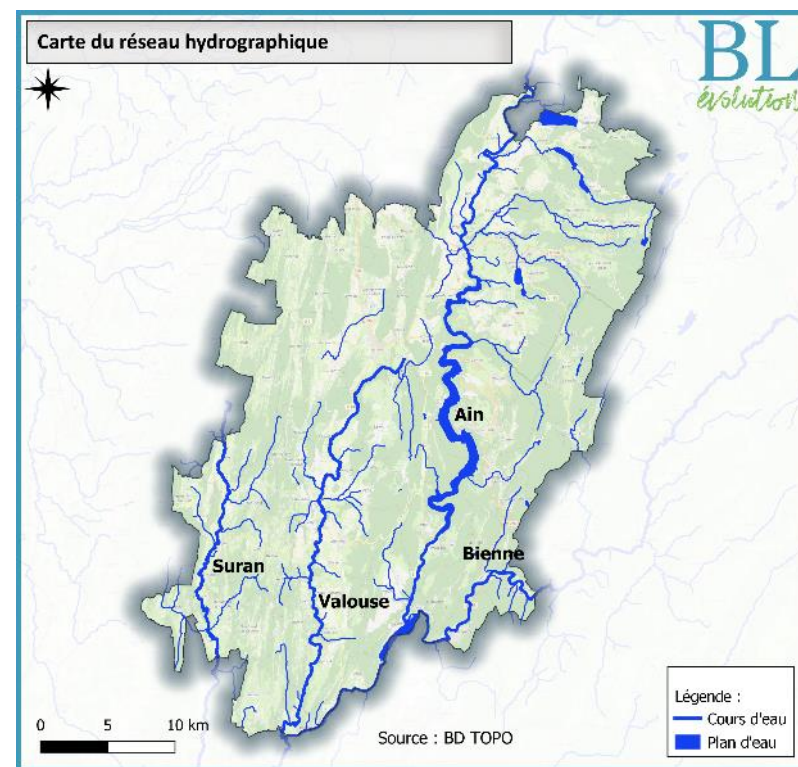 Carte du réseau hydrographique
BL
évolution
Ain
Bienne
Suran
Valouse
0 5 10 km
Source : BD TOPO
Légende :
Cours d'eau
Plan d'eau